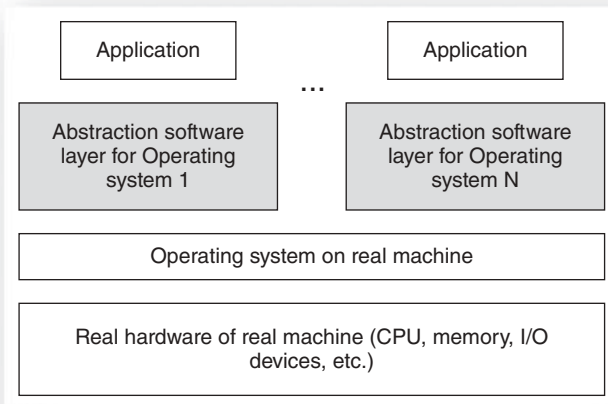 Application
Application
...
Abstraction software
layer for Operating
system 1
Abstraction software
layer for Operating
system N
Operating system on real machine
Real hardware of real machine (CPU, memory, I/O
devices, etc.)